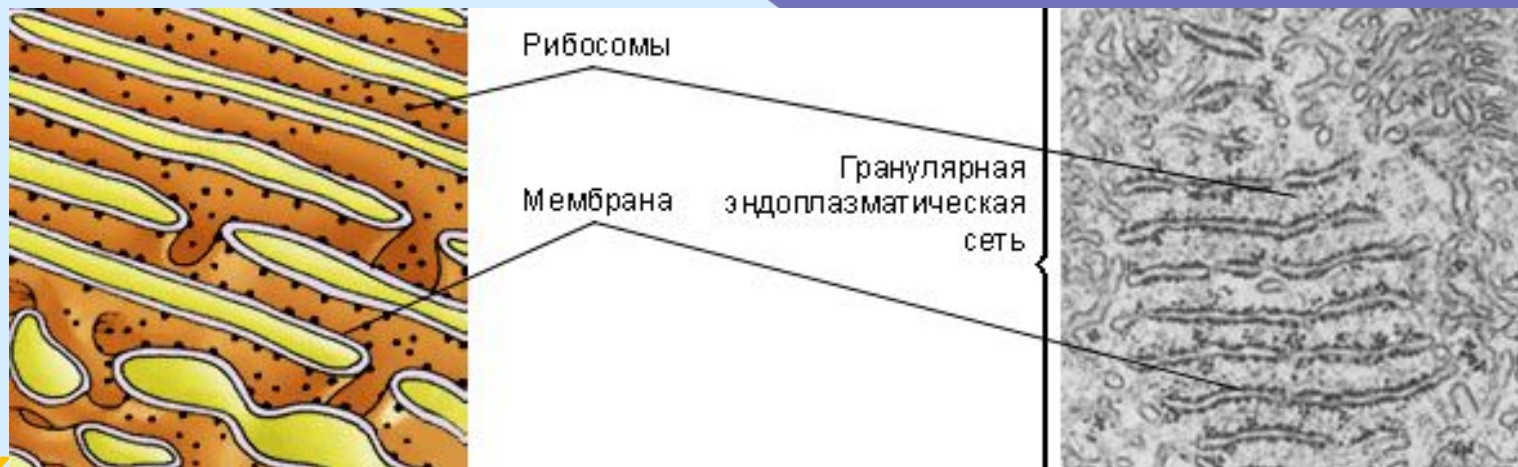 Рибосомы
Мембрана
Гранулярная
эндоплазматическая
сеть